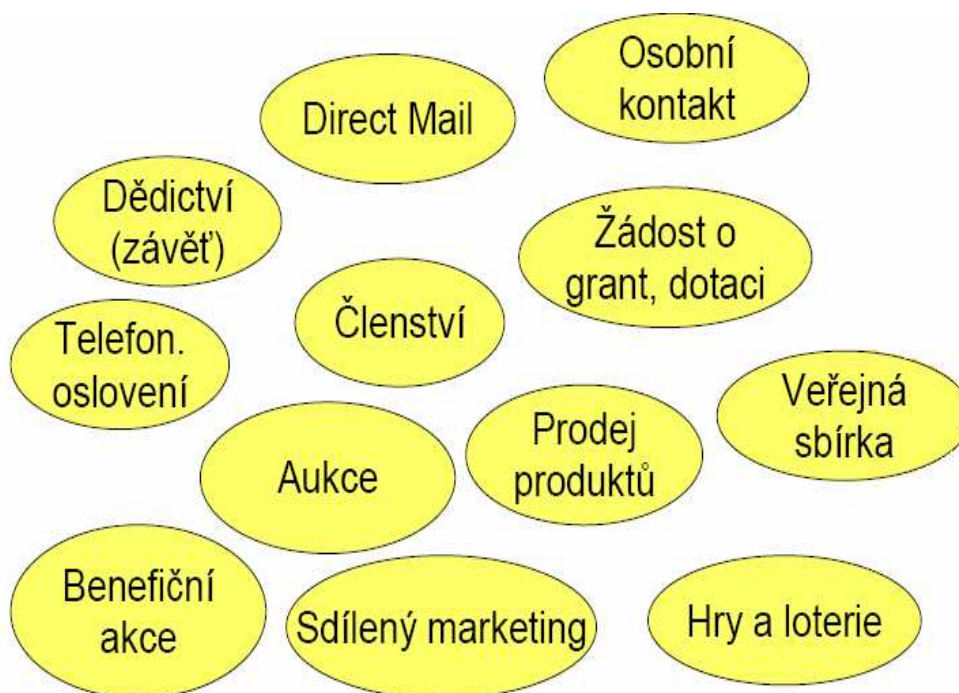 Osobní
kontakt
Direct Mail
Dědictví
(závěť)
Žádost o
grant, dotaci
Členství
Telefon.
oslovení
Veřejná
sbírka
Prodej
produktů
Aukce
Benefiční
akce
Sdílený marketing
Hry a loterie